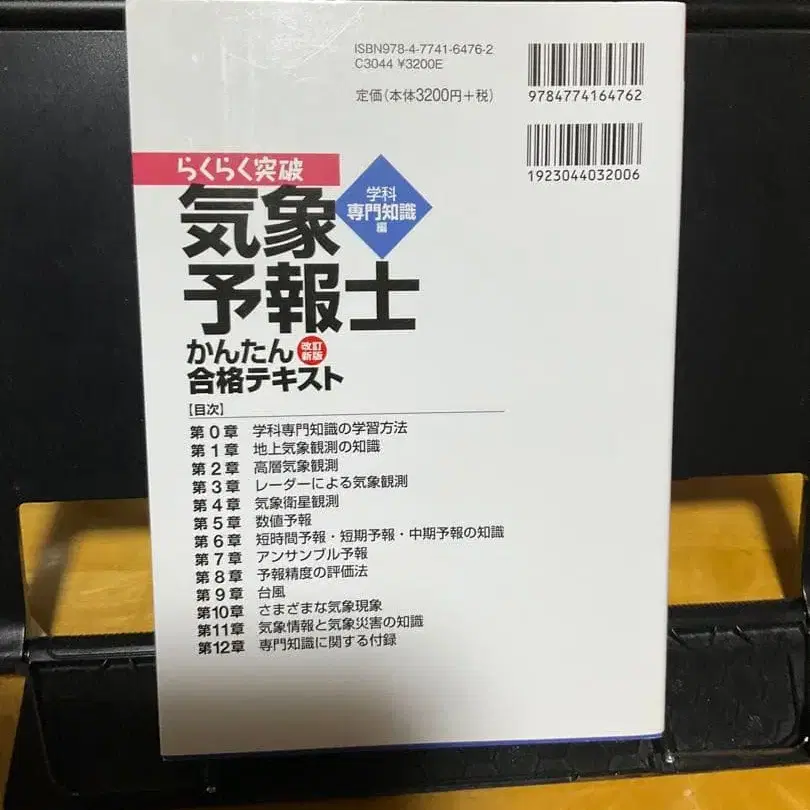 ISBN978-4-7741-6476-2
C3044 ¥3200E
定価(本体3200円+税)
9784774164762
1923044032006
らくらく突破
学科
専門知識
編
気象
予報士
かんたん
改訂
新版
合格テキスト
【目次】
第0章 学科専門知識の学習方法
第1章 地上気象観測の知識
第2章 高層気象観測
第3章 レーダーによる気象観測
第4章 気象衛星観測
第5章 数値予報
第6章 短時間予報・短期予報・中期予報の知識
第7章 アンサンブル予報
第8章 予報精度の評価法
第9章 台風
第10章 さまざまな気象現象
第11章 気象情報と気象災害の知識
第12章 専門知識に関する付録